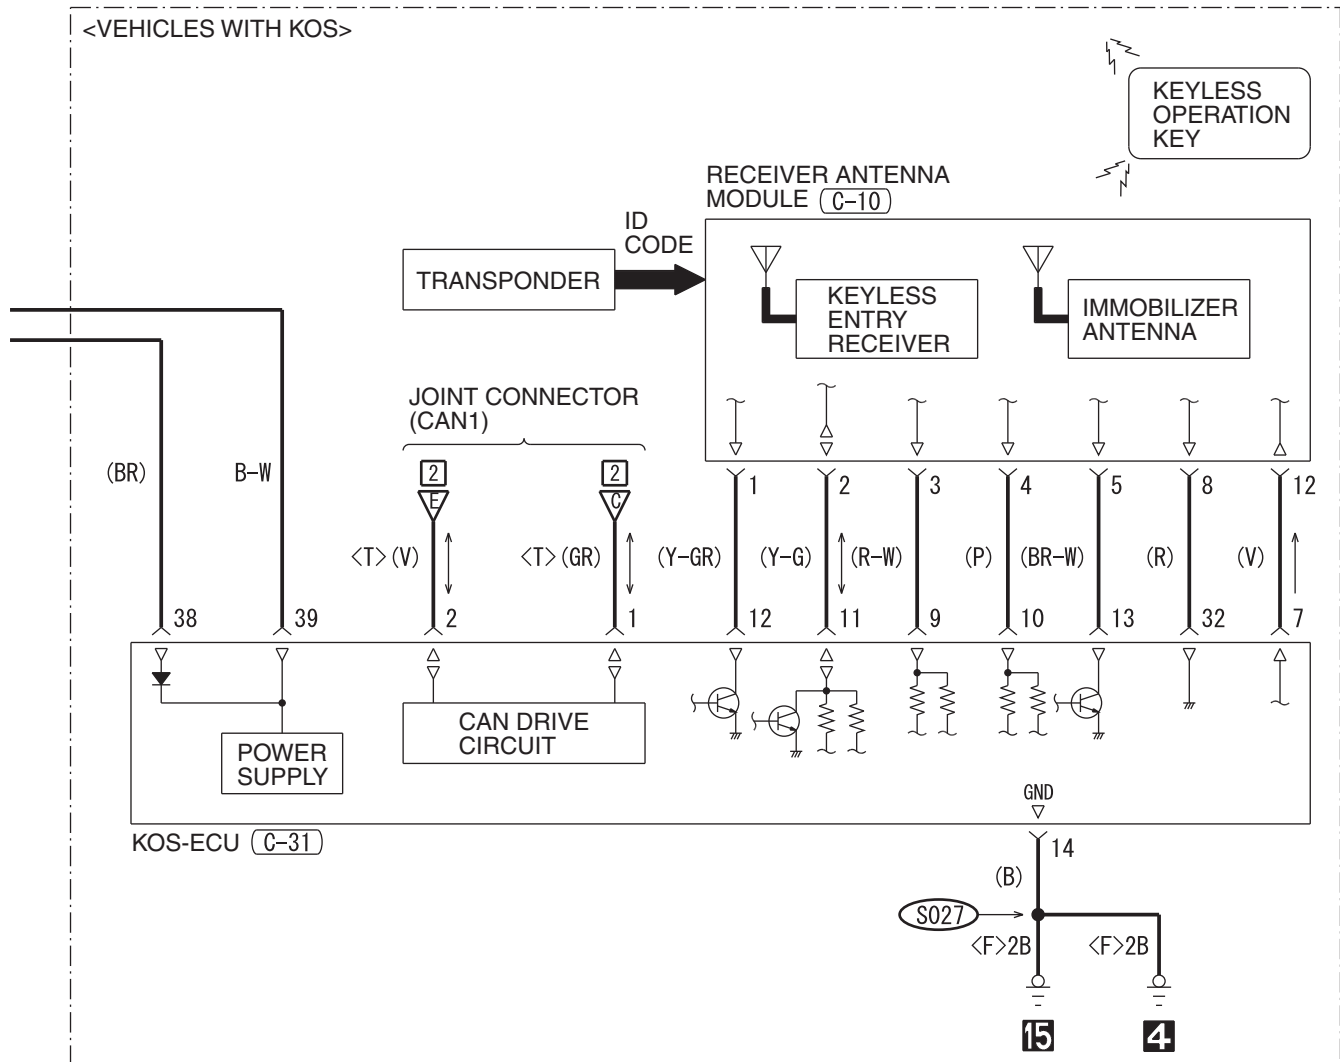 <VEHICLES WITH KOS>
KEYLESS
OPERATION
KEY
RECEIVER ANTENNA
MODULE C-10
ID
CODE
TRANSPONDER
KEYLESS
ENTRY
RECEIVER
IMMOBILIZER
ANTENNA
JOINT CONNECTOR
(CAN1)
(BR) B-W 2 2
E C
1 2 3 4 5 8 12
<T>(V) <T>(GR) (Y-GR) (Y-G) (R-W) (P) (BR-W) (R) (V)
38 39 2 1 12 11 9 10 13 32 7
CAN DRIVE
CIRCUIT
POWER
SUPPLY
GND
KOS-ECU C-31
14
(B)
S027
<F>2B <F>2B
15 4